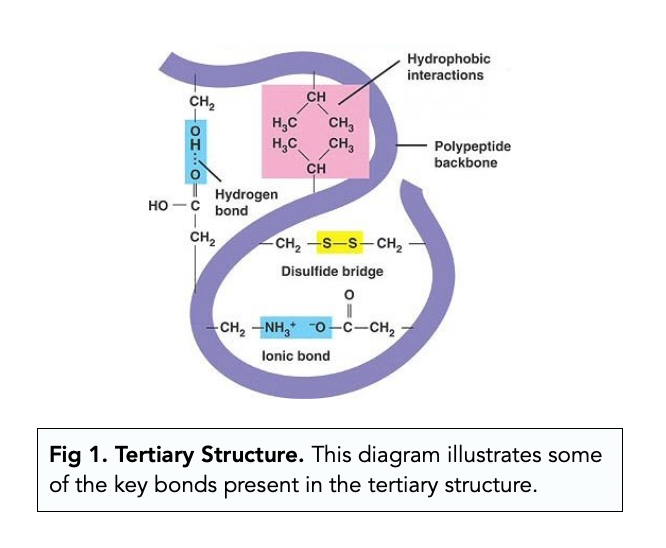 Hydrophobic
interactions
CH₂
CH
H₃C CH₃
H₃C CH₃
CH
OH
O
Hydrogen
bond
HO—C
CH₂
Polypeptide
backbone
—CH₂—S—S—CH₂—
Disulfide bridge
O
—CH₂—NH₃⁺ ⁻O—C—CH₂—
Ionic bond
Fig 1. Tertiary Structure. This diagram illustrates some
of the key bonds present in the tertiary structure.